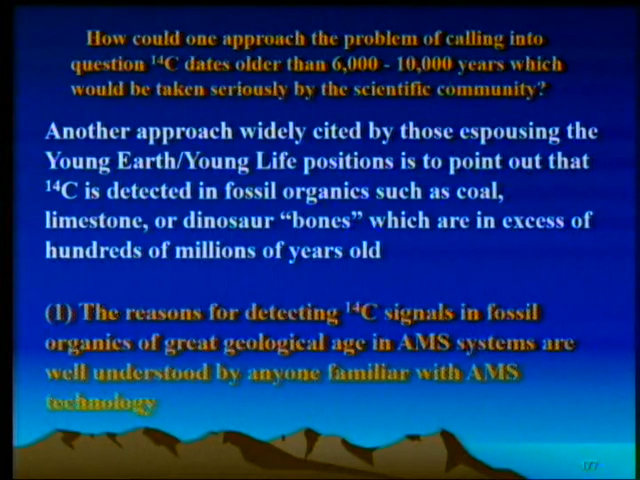 How could one approach the problem of calling into
question ¹⁴C dates older than 6,000 - 10,000 years which
would be taken seriously by the scientific community?
Another approach widely cited by those espousing the
Young Earth/Young Life positions is to point out that
¹⁴C is detected in fossil organics such as coal,
limestone, or dinosaur “bones” which are in excess of
hundreds of millions of years old
(1) The reasons for detecting ¹⁴C signals in fossil
organics of great geological age in AMS systems are
well understood by anyone familiar with AMS
technology